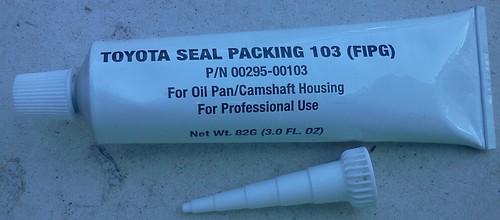 TOYOTA SEAL PACKING 103 (FIPG)
P/N 00295-00103
For Oil Pan/Camshaft Housing
For Professional Use
Net Wt. 82G (3.0 FL. OZ)